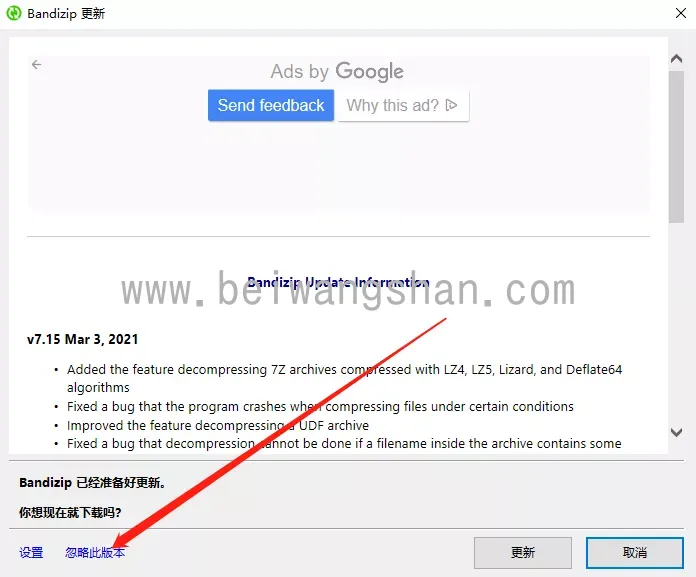 Bandizip 更新
Ads by Google
Send feedback
Why this ad?
Bandizip Update Information
www.beiwangshan.com
v7.15 Mar 3, 2021
• Added the feature decompressing 7Z archives compressed with LZ4, LZ5, Lizard, and Deflate64
algorithms
• Fixed a bug that the program crashes when compressing files under certain conditions
• Improved the feature decompressing a UDF archive
• Fixed a bug that decompression cannot be done if a filename inside the archive contains some
Bandizip 已经准备好更新。
你想现在就下载吗?
设置 忽略此版本 更新 取消